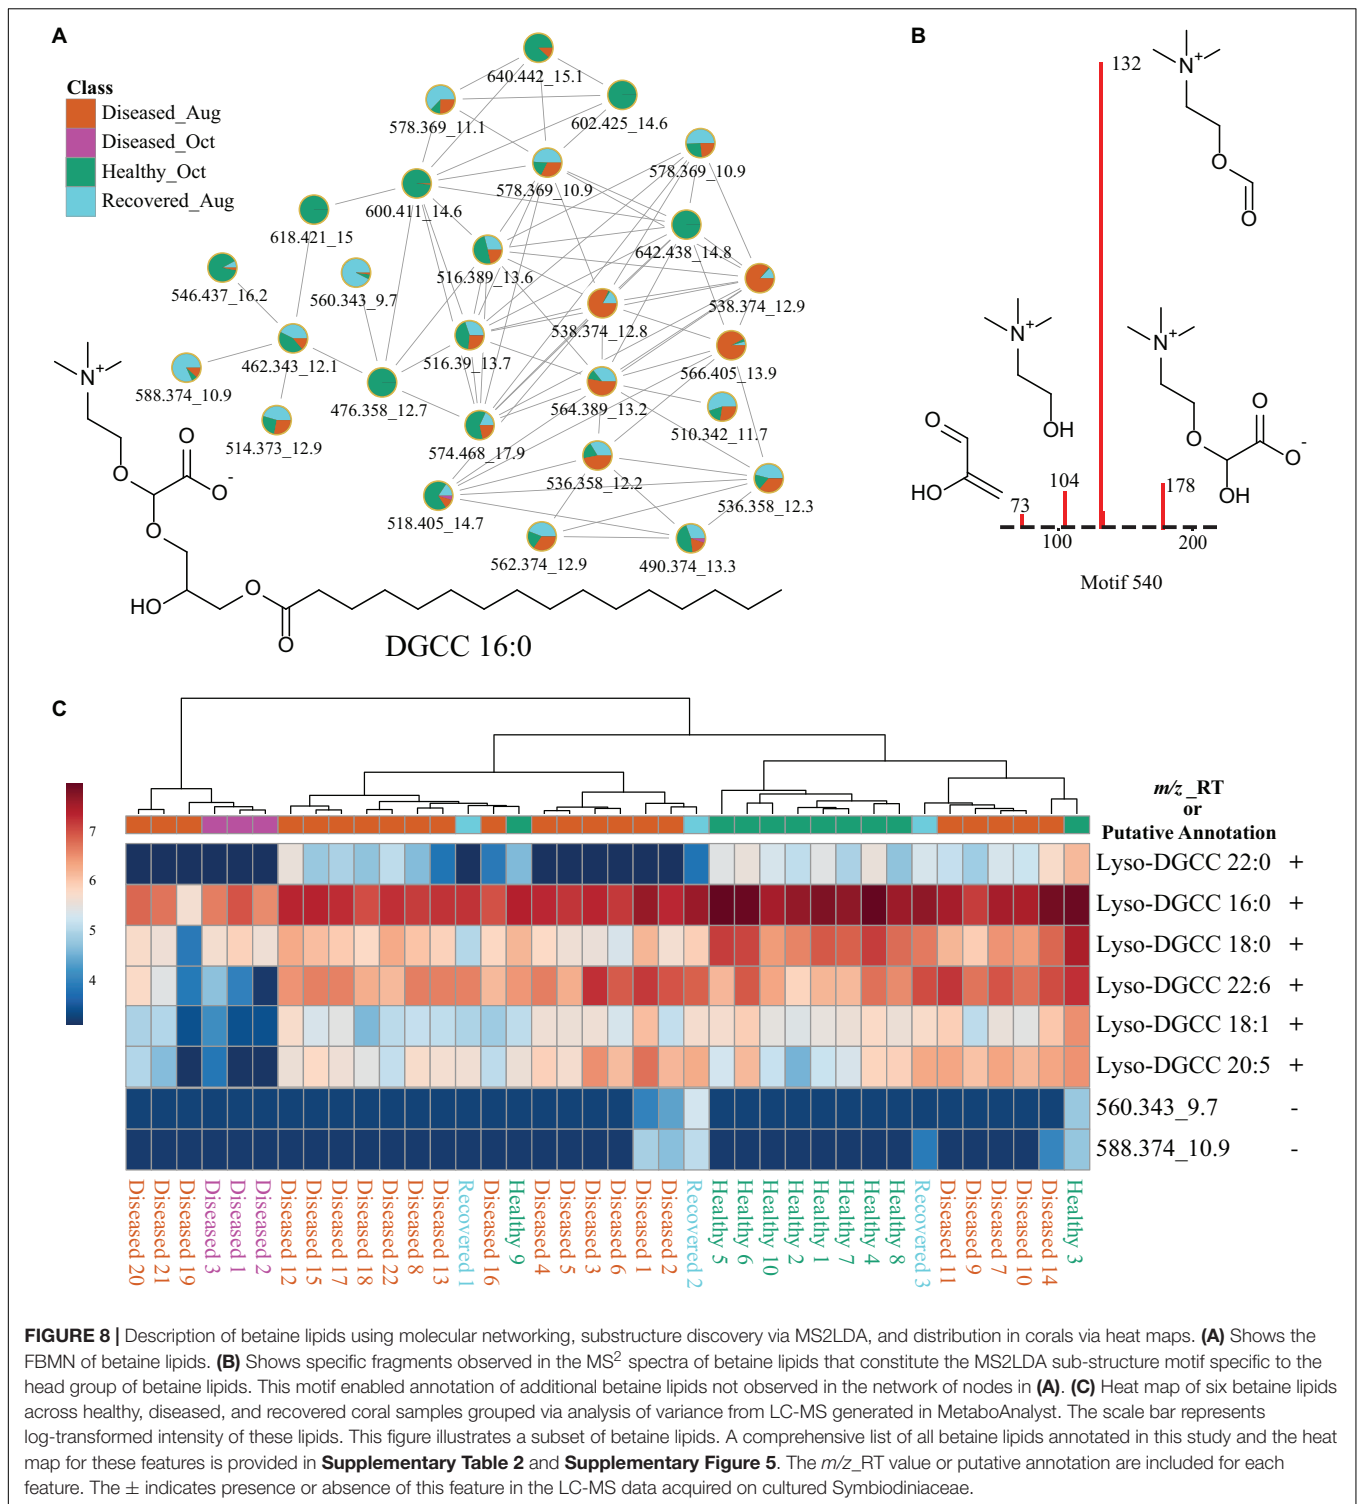 A
Class
Diseased_Aug
Diseased_Oct
Healthy_Oct
Recovered_Aug
640.442_15.1
578.369_11.1
602.425_14.6
578.369_10.9
578.369_10.9
600.411_14.6
618.421_15
642.438_14.8
516.389_13.6
546.437_16.2
560.343_9.7
538.374_12.9
538.374_12.8
516.39_13.7
462.343_12.1
566.405_13.9
588.374_10.9
476.358_12.7
564.389_13.2
510.342_11.7
514.373_12.9
574.468_17.9
536.358_12.2
536.358_12.3
518.405_14.7
562.374_12.9
490.374_13.3
N+
O
O
O-
O
HO
O
O
DGCC 16:0
B
132
N+
O
O
N+
OH
N+
O
O
O-
OH
O
HO
73
104
178
100
200
Motif 540
C
7
6
5
4
m/z_RT
or
Putative Annotation
Lyso-DGCC 22:0 +
Lyso-DGCC 16:0 +
Lyso-DGCC 18:0 +
Lyso-DGCC 22:6 +
Lyso-DGCC 18:1 +
Lyso-DGCC 20:5 +
560.343_9.7 -
588.374_10.9 -
Diseased 20
Diseased 21
Diseased 19
Diseased 3
Diseased 1
Diseased 2
Diseased 12
Diseased 15
Diseased 17
Diseased 18
Diseased 22
Diseased 8
Diseased 13
Recovered 1
Diseased 16
Healthy 9
Diseased 4
Diseased 5
Diseased 3
Diseased 6
Diseased 1
Diseased 2
Recovered 2
Healthy 5
Healthy 6
Healthy 10
Healthy 2
Healthy 1
Healthy 7
Healthy 4
Healthy 8
Recovered 3
Diseased 11
Diseased 9
Diseased 7
Diseased 10
Diseased 14
Healthy 3
FIGURE 8 | Description of betaine lipids using molecular networking, substructure discovery via MS2LDA, and distribution in corals via heat maps. (A) Shows the
FBMN of betaine lipids. (B) Shows specific fragments observed in the MS² spectra of betaine lipids that constitute the MS2LDA sub-structure motif specific to the
head group of betaine lipids. This motif enabled annotation of additional betaine lipids not observed in the network of nodes in (A). (C) Heat map of six betaine lipids
across healthy, diseased, and recovered coral samples grouped via analysis of variance from LC-MS generated in MetaboAnalyst. The scale bar represents
log-transformed intensity of these lipids. This figure illustrates a subset of betaine lipids. A comprehensive list of all betaine lipids annotated in this study and the heat
map for these features is provided in Supplementary Table 2 and Supplementary Figure 5. The m/z_RT value or putative annotation are included for each
feature. The ± indicates presence or absence of this feature in the LC-MS data acquired on cultured Symbiodiniaceae.